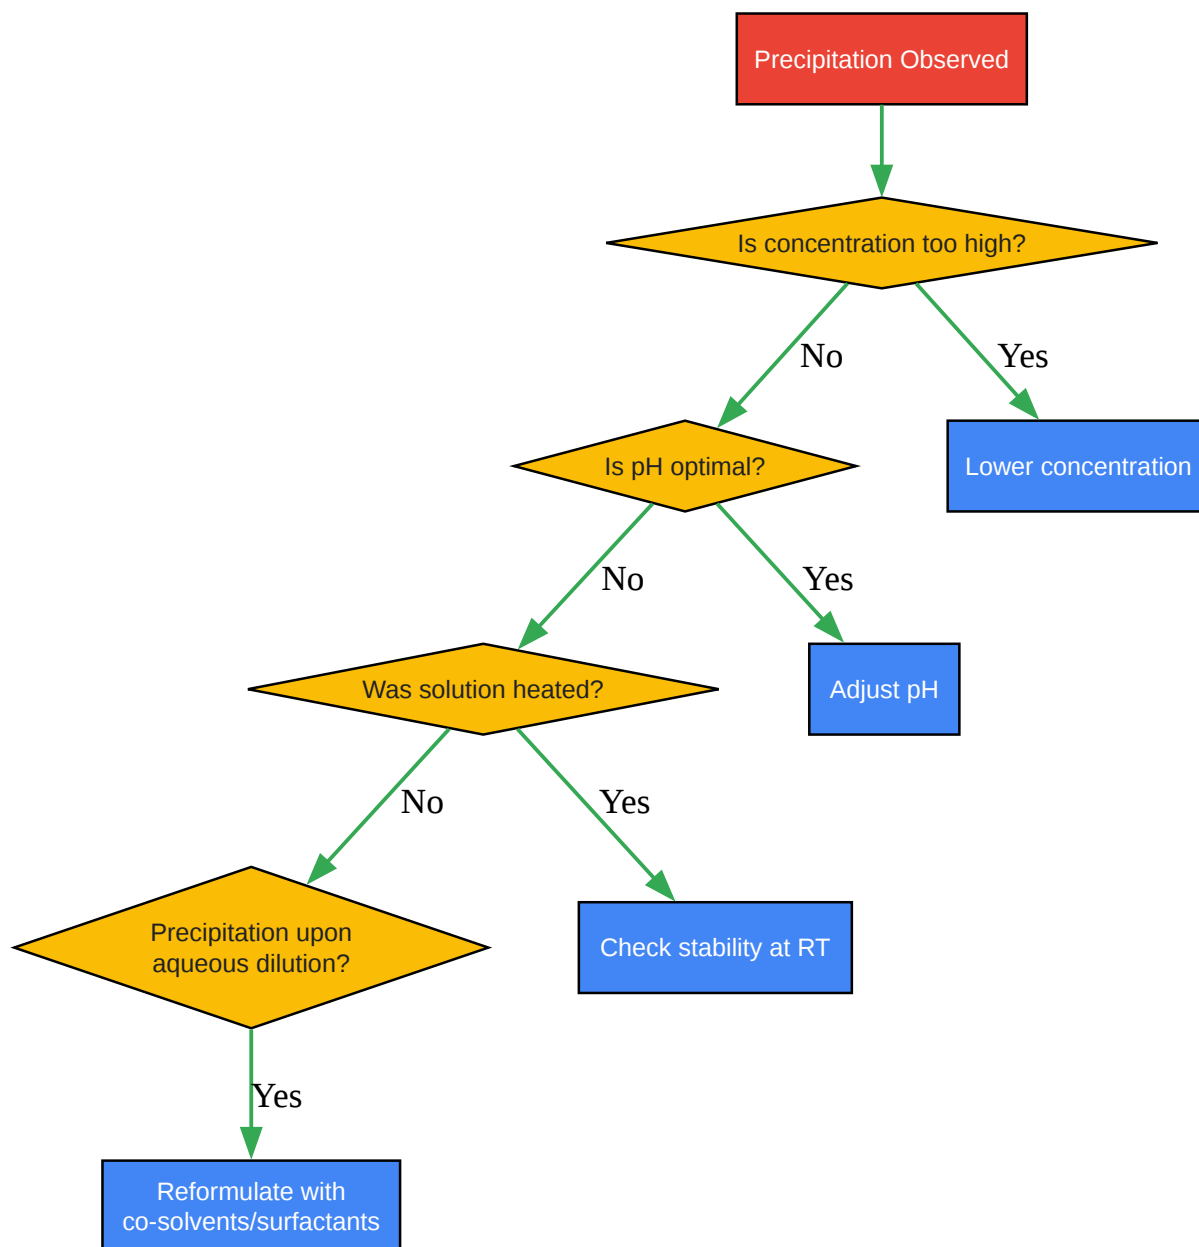 Precipitation Observed
Is concentration too high?
No
Yes
Is pH optimal?
Lower concentration
No
Yes
Was solution heated?
Adjust pH
No
Yes
Precipitation upon
aqueous dilution?
Check stability at RT
Yes
Reformulate with
co-solvents/surfactants